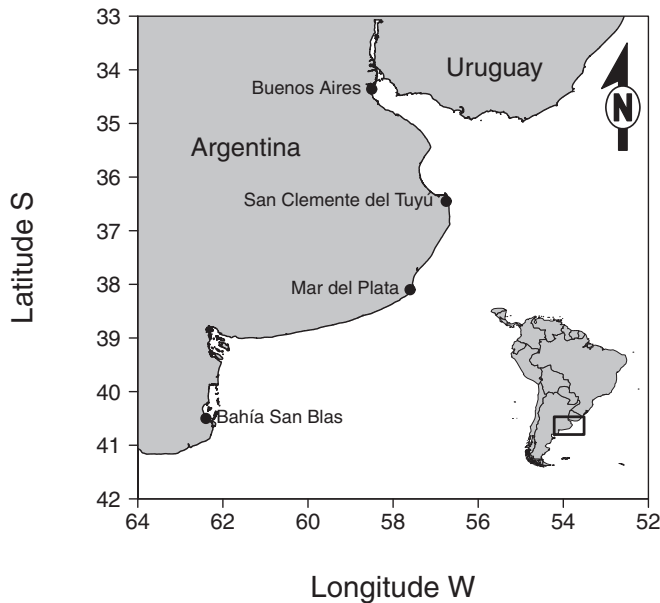 33
34
35
36
37
38
39
40
41
42
Latitude S
Uruguay
Buenos Aires
N
Argentina
San Clemente del Tuyú
Mar del Plata
Bahía San Blas
64 62 60 58 56 54 52
Longitude W